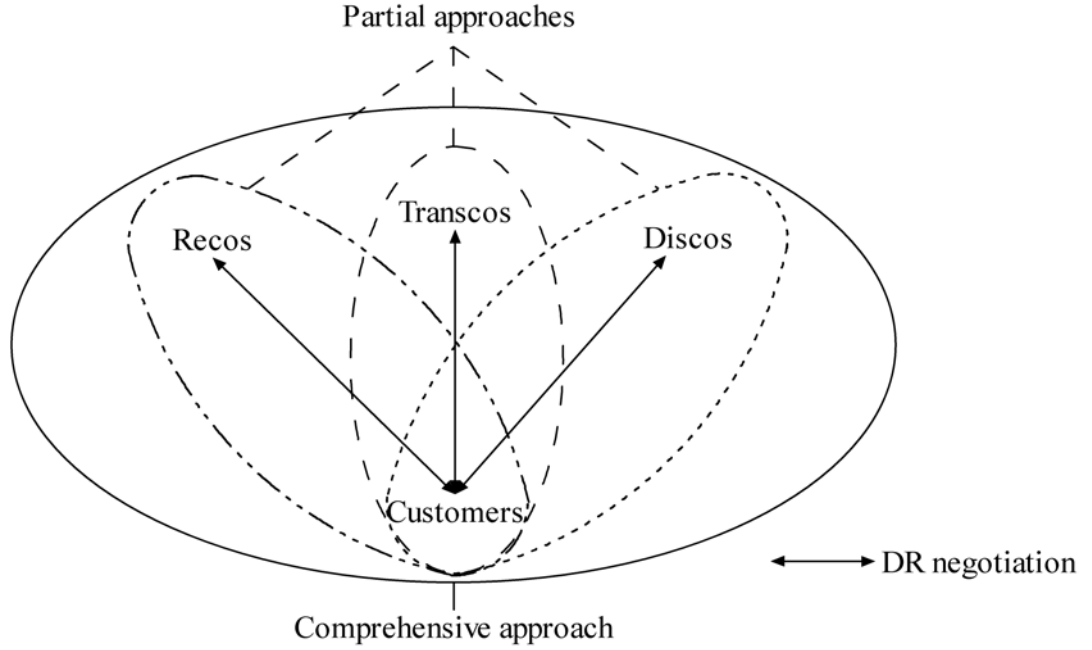 Partial approaches
Transcos
Recos
Discos
Customers
DR negotiation
Comprehensive approach